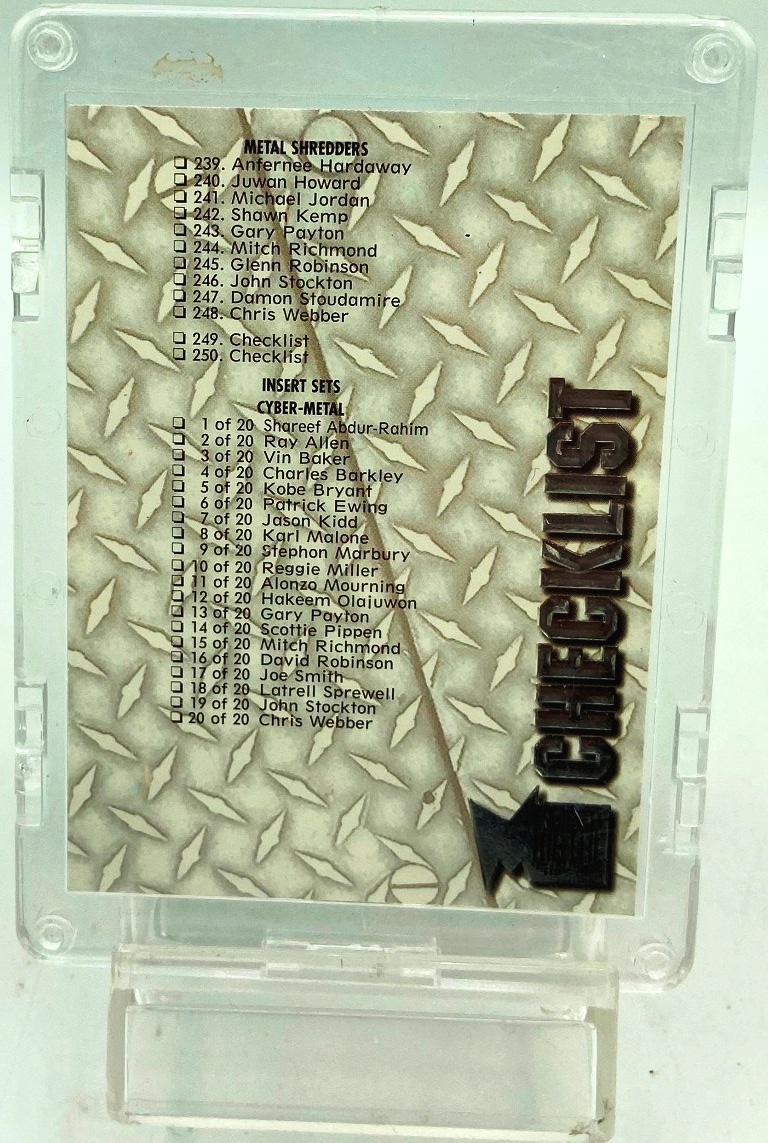 METAL SHREDDERS
❏ 239. Anfernee Hardaway
❏ 240. Juwan Howard
❏ 241. Michael Jordan
❏ 242. Shawn Kemp
❏ 243. Gary Payton
❏ 244. Mitch Richmond
❏ 245. Glenn Robinson
❏ 246. John Stockton
❏ 247. Damon Stoudamire
❏ 248. Chris Webber
❏ 249. Checklist
❏ 250. Checklist
INSERT SETS
CYBER-METAL
❏ 1 of 20 Shareef Abdur-Rahim
❏ 2 of 20 Ray Allen
❏ 3 of 20 Vin Baker
❏ 4 of 20 Charles Barkley
❏ 5 of 20 Kobe Bryant
❏ 6 of 20 Patrick Ewing
❏ 7 of 20 Jason Kidd
❏ 8 of 20 Karl Malone
❏ 9 of 20 Stephon Marbury
❏ 10 of 20 Reggie Miller
❏ 11 of 20 Alonzo Mourning
❏ 12 of 20 Hakeem Olajuwon
❏ 13 of 20 Gary Payton
❏ 14 of 20 Scottie Pippen
❏ 15 of 20 Mitch Richmond
❏ 16 of 20 David Robinson
❏ 17 of 20 Joe Smith
❏ 18 of 20 Latrell Sprewell
❏ 19 of 20 John Stockton
❏ 20 of 20 Chris Webber
CHECKLIST